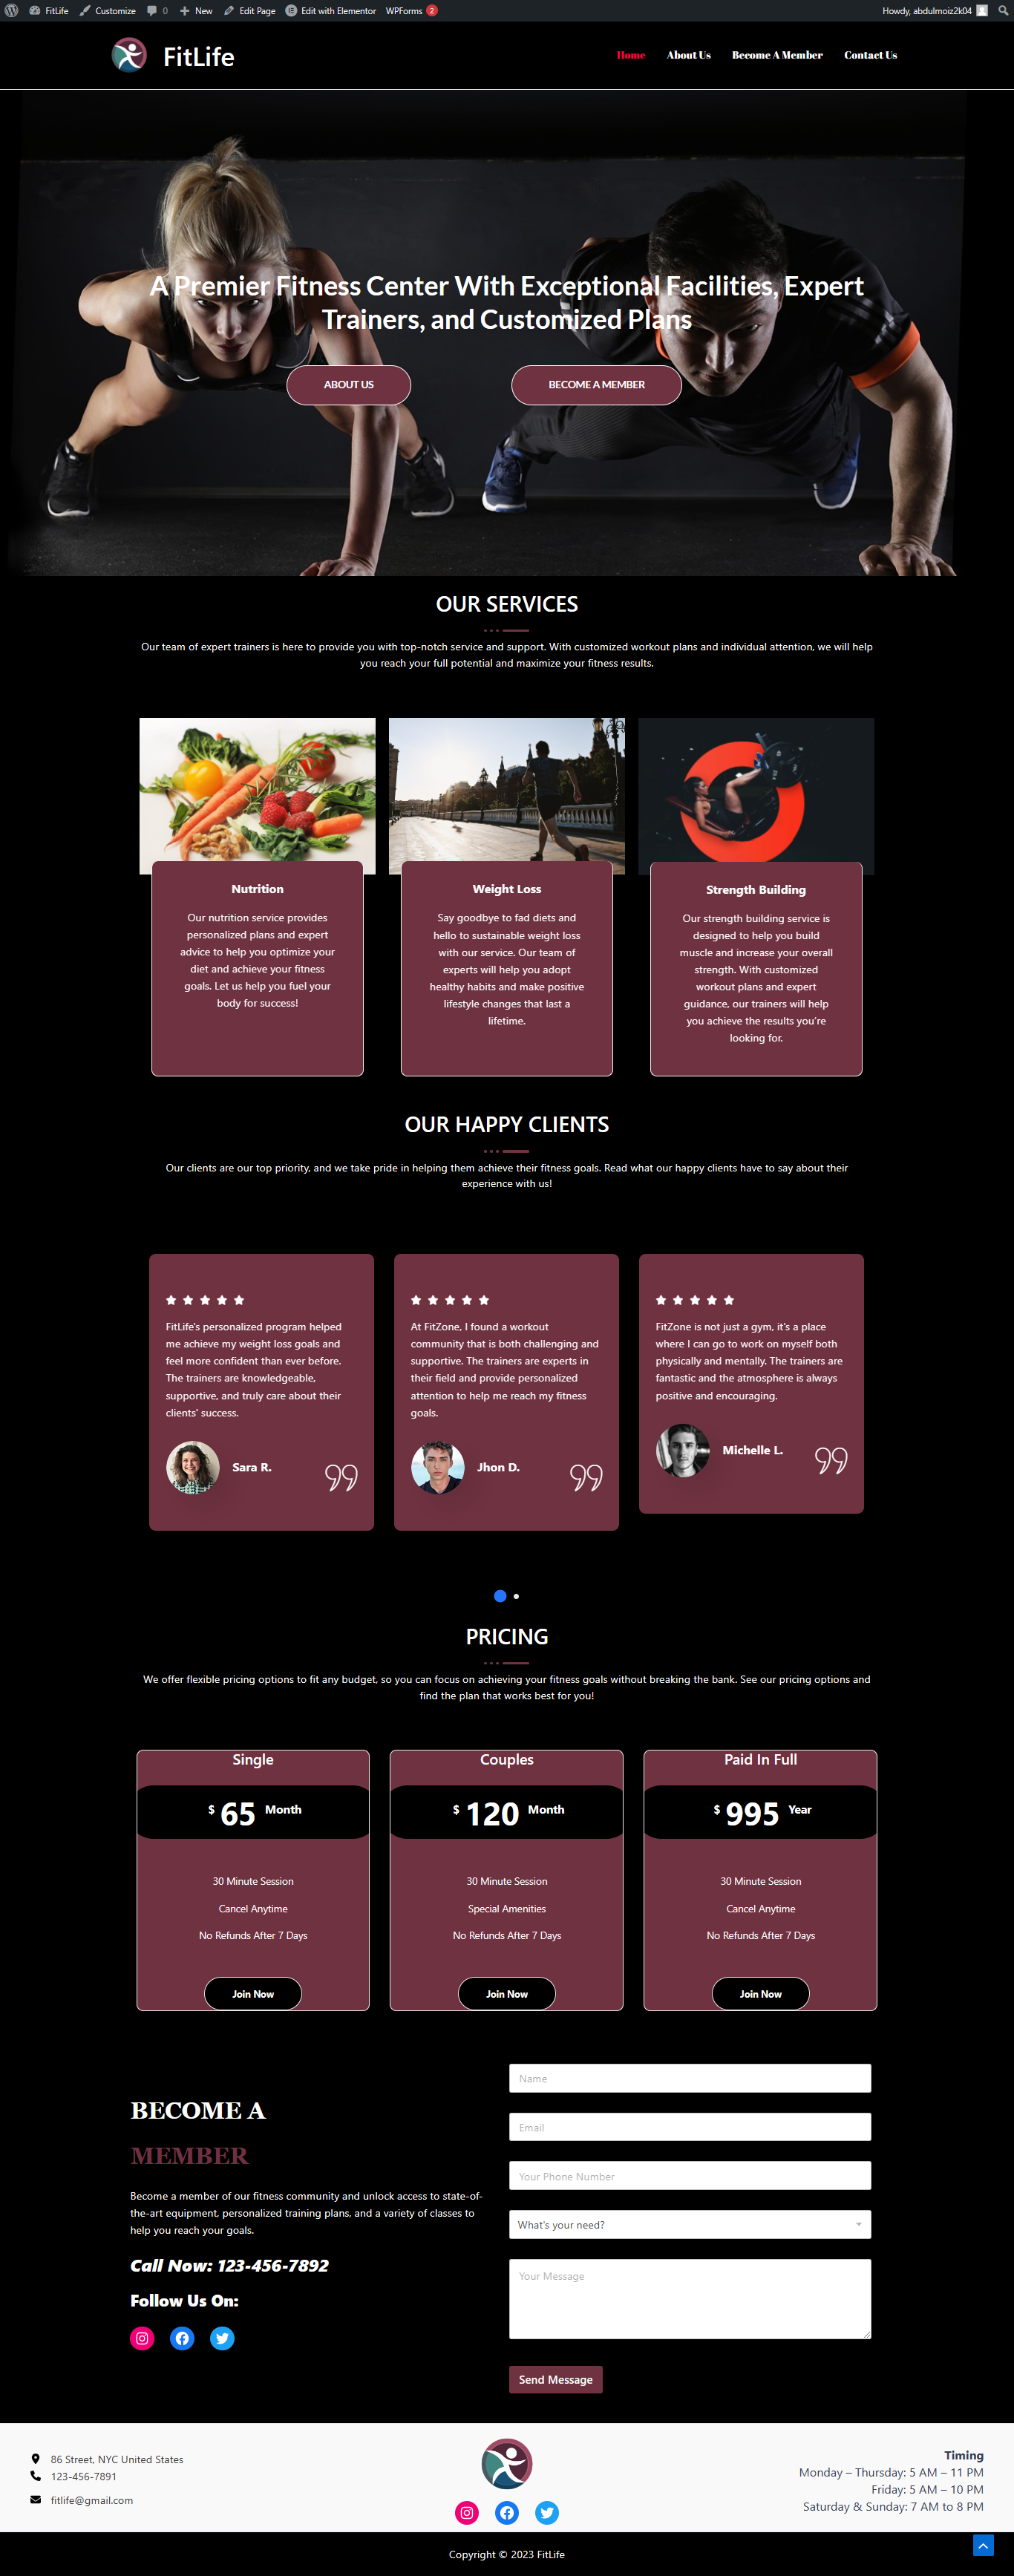 FitLife
Customize
0
New
Edit Page
Edit with Elementor
WPForms 2
Howdy, abdulmoiz2k04
FitLife
Home
About Us
Become A Member
Contact Us
A Premier Fitness Center With Exceptional Facilities, Expert
Trainers, and Customized Plans
ABOUT US
BECOME A MEMBER
OUR SERVICES
Our team of expert trainers is here to provide you with top-notch service and support. With customized workout plans and individual attention, we will help
you reach your full potential and maximize your fitness results.
Nutrition
Our nutrition service provides
personalized plans and expert
advice to help you optimize your
diet and achieve your fitness
goals. Let us help you fuel your
body for success!
Weight Loss
Say goodbye to fad diets and
hello to sustainable weight loss
with our service. Our team of
experts will help you adopt
healthy habits and make positive
lifestyle changes that last a
lifetime.
Strength Building
Our strength building service is
designed to help you build
muscle and increase your overall
strength. With customized
workout plans and expert
guidance, our trainers will help
you achieve the results you're
looking for.
OUR HAPPY CLIENTS
Our clients are our top priority, and we take pride in helping them achieve their fitness goals. Read what our happy clients have to say about their
experience with us!
FitLife's personalized program helped
me achieve my weight loss goals and
feel more confident than ever before.
The trainers are knowledgeable,
supportive, and truly care about their
clients' success.
Sara R.
At FitZone, I found a workout
community that is both challenging and
supportive. The trainers are experts in
their field and provide personalized
attention to help me reach my fitness
goals.
Jhon D.
FitZone is not just a gym, it's a place
where I can go to work on myself both
physically and mentally. The trainers are
fantastic and the atmosphere is always
positive and encouraging.
Michelle L.
PRICING
We offer flexible pricing options to fit any budget, so you can focus on achieving your fitness goals without breaking the bank. See our pricing options and
find the plan that works best for you!
Single
$ 65 Month
30 Minute Session
Cancel Anytime
No Refunds After 7 Days
Join Now
Couples
$ 120 Month
30 Minute Session
Special Amenities
No Refunds After 7 Days
Join Now
Paid In Full
$ 995 Year
30 Minute Session
Cancel Anytime
No Refunds After 7 Days
Join Now
BECOME A
MEMBER
Become a member of our fitness community and unlock access to state-of-
the-art equipment, personalized training plans, and a variety of classes to
help you reach your goals.
Call Now: 123-456-7892
Follow Us On:
Name
Email
Your Phone Number
What's your need?
Your Message
Send Message
86 Street, NYC United States
123-456-7891
fitlife@gmail.com
Timing
Monday – Thursday: 5 AM – 11 PM
Friday: 5 AM – 10 PM
Saturday & Sunday: 7 AM to 8 PM
Copyright © 2023 FitLife